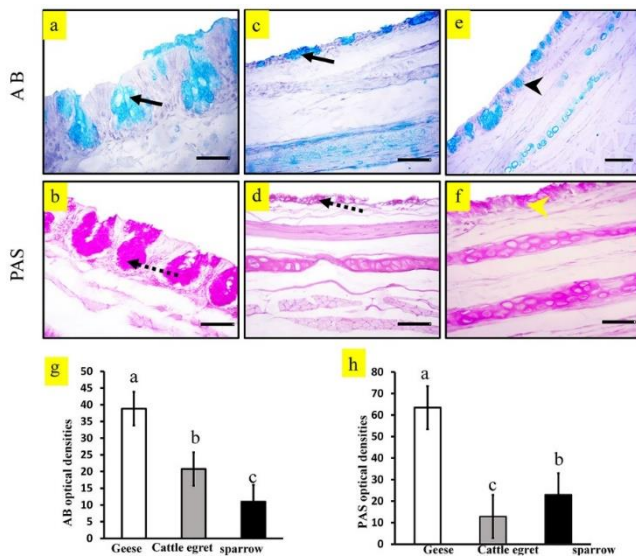 a
c
e
A B
b
d
f
PAS
g
h
AB optical densities
50
45
40
35
30
25
20
15
10
5
0
a
b
c
Geese
Cattle egret
sparrow
PAS optical densities
80
70
60
50
40
30
20
10
0
a
c
b
Geese
Cattle egret
sparrow